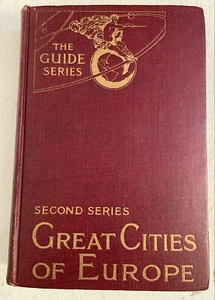 THE
GUIDE
SERIES
SECOND SERIES
GREAT CITIES
OF EUROPE